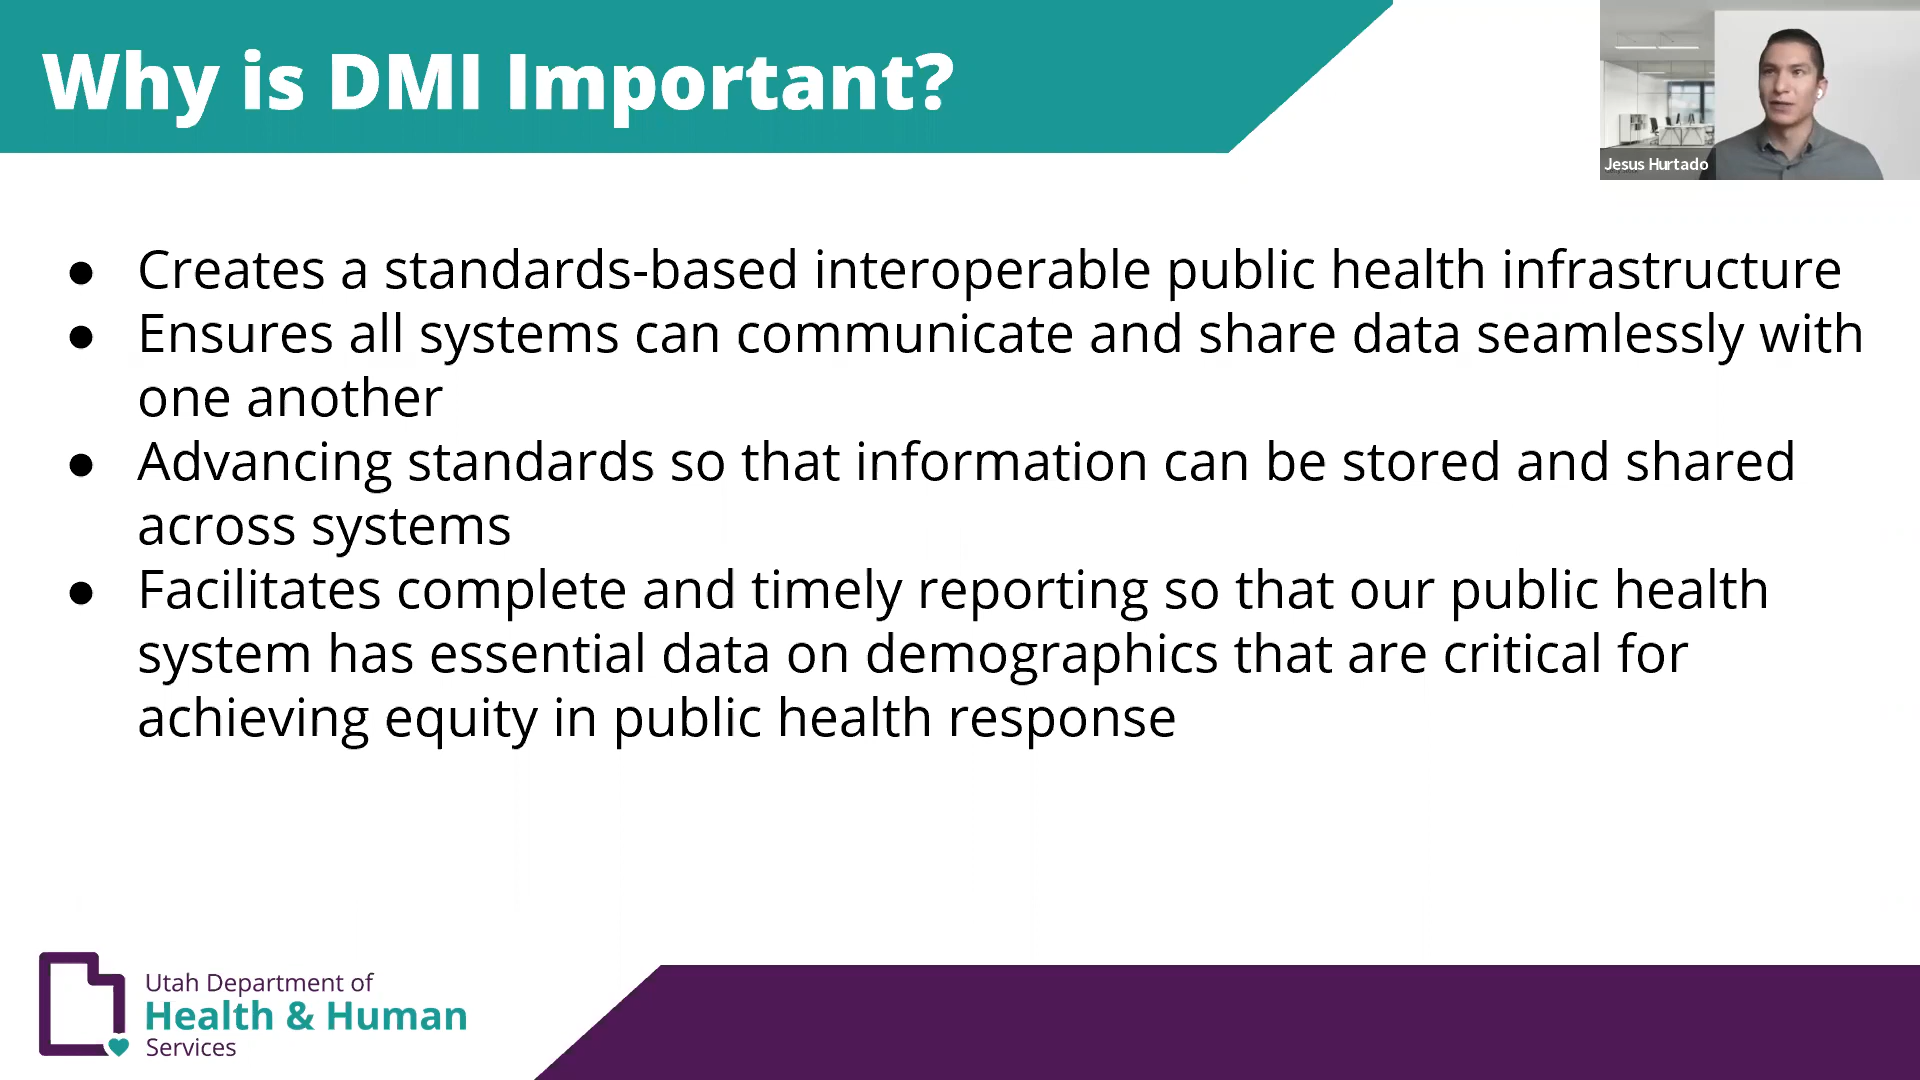 Why is DMI Important?
Jesus Hurtado
● Creates a standards-based interoperable public health infrastructure
● Ensures all systems can communicate and share data seamlessly with
one another
● Advancing standards so that information can be stored and shared
across systems
● Facilitates complete and timely reporting so that our public health
system has essential data on demographics that are critical for
achieving equity in public health response
Utah Department of
Health & Human
Services